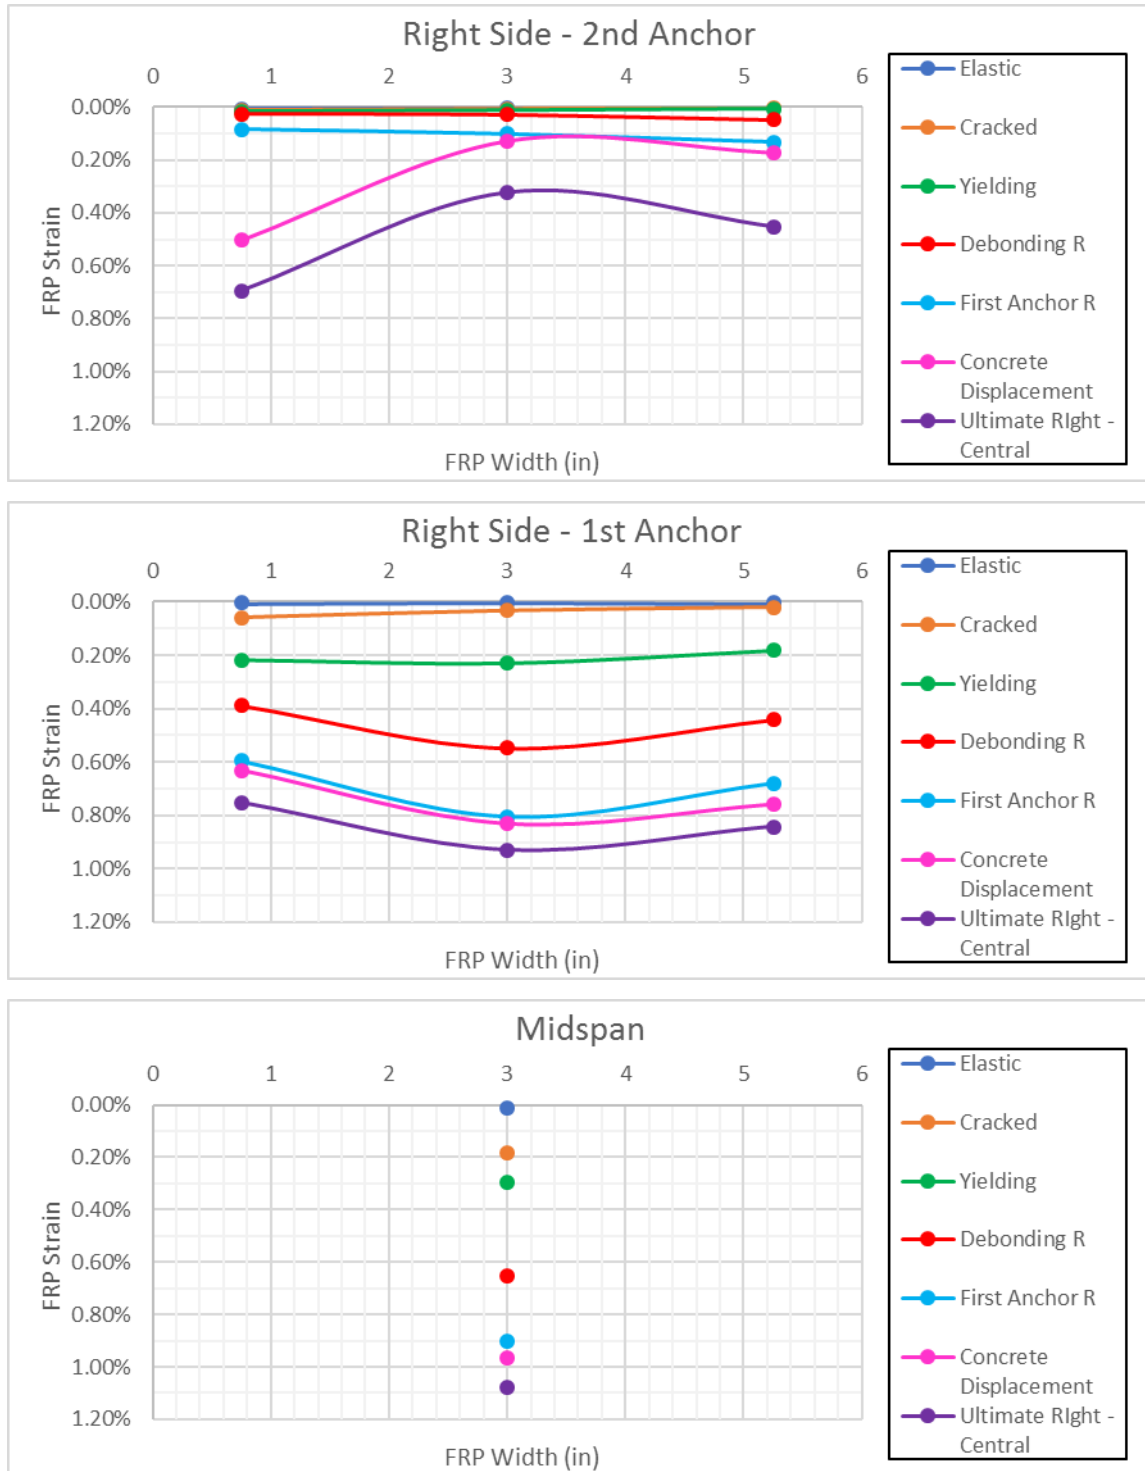 Right Side - 2nd Anchor
0 1 2 3 4 5 6
0.00%
0.20%
0.40%
0.60%
0.80%
1.00%
1.20%
FRP Strain
FRP Width (in)
Elastic
Cracked
Yielding
Debonding R
First Anchor R
Concrete
Displacement
Ultimate RIght -
Central
Right Side - 1st Anchor
0 1 2 3 4 5 6
0.00%
0.20%
0.40%
0.60%
0.80%
1.00%
1.20%
FRP Strain
FRP Width (in)
Elastic
Cracked
Yielding
Debonding R
First Anchor R
Concrete
Displacement
Ultimate RIght -
Central
Midspan
0 1 2 3 4 5 6
0.00%
0.20%
0.40%
0.60%
0.80%
1.00%
1.20%
FRP Strain
FRP Width (in)
Elastic
Cracked
Yielding
Debonding R
First Anchor R
Concrete
Displacement
Ultimate RIght -
Central